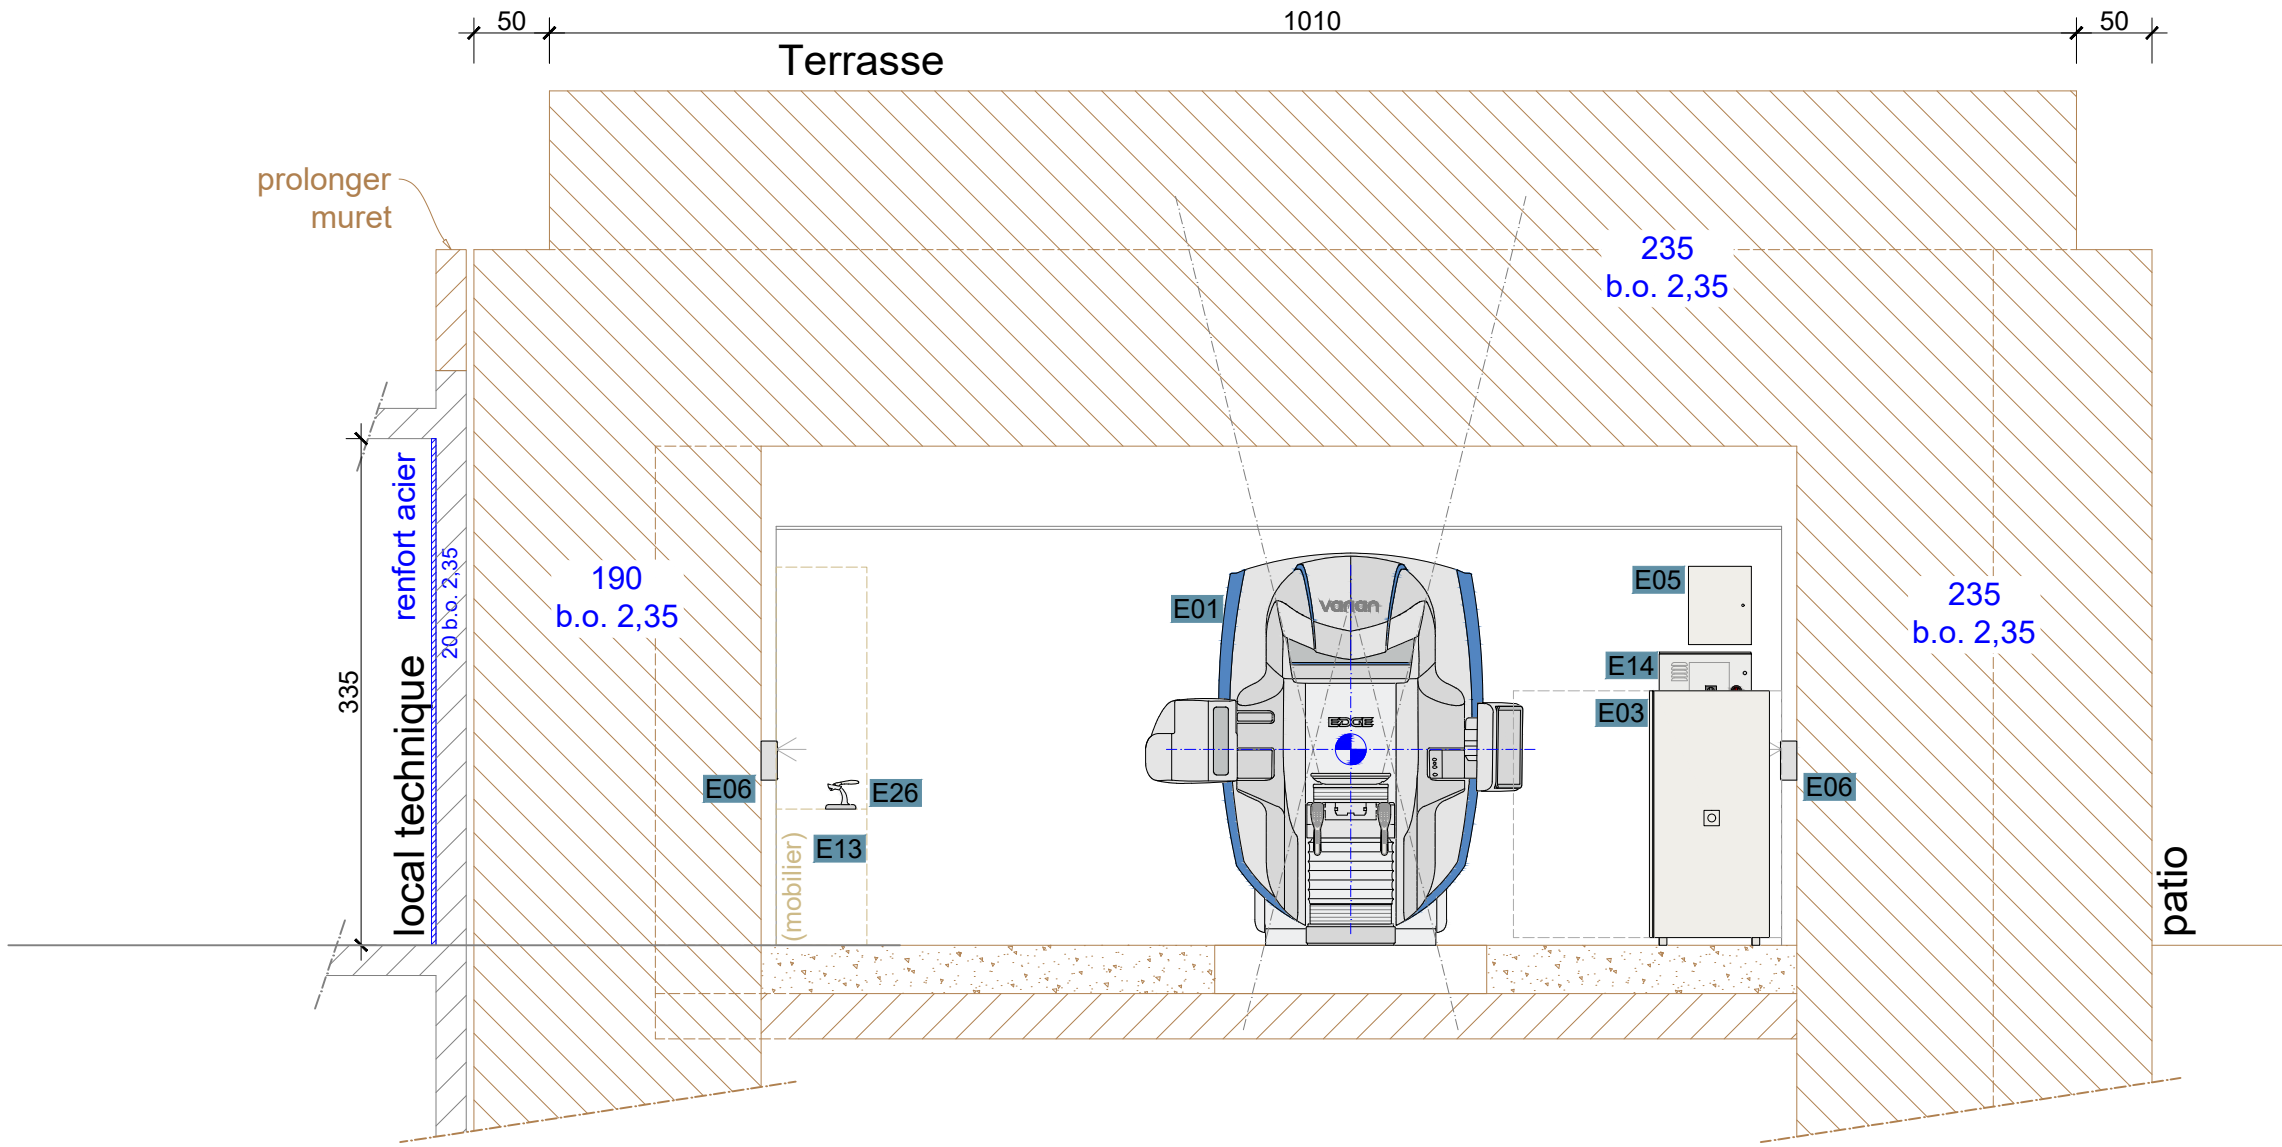 50
1010
50
Terrasse
prolonger
muret
235
b.o. 2,35
renfort acier
20 b.o. 2,35
190
b.o. 2,35
E05
235
b.o. 2,35
E01
varian
E14
335
local technique
E03
EDGE
E06
E26
E06
E13
(mobilier)
patio